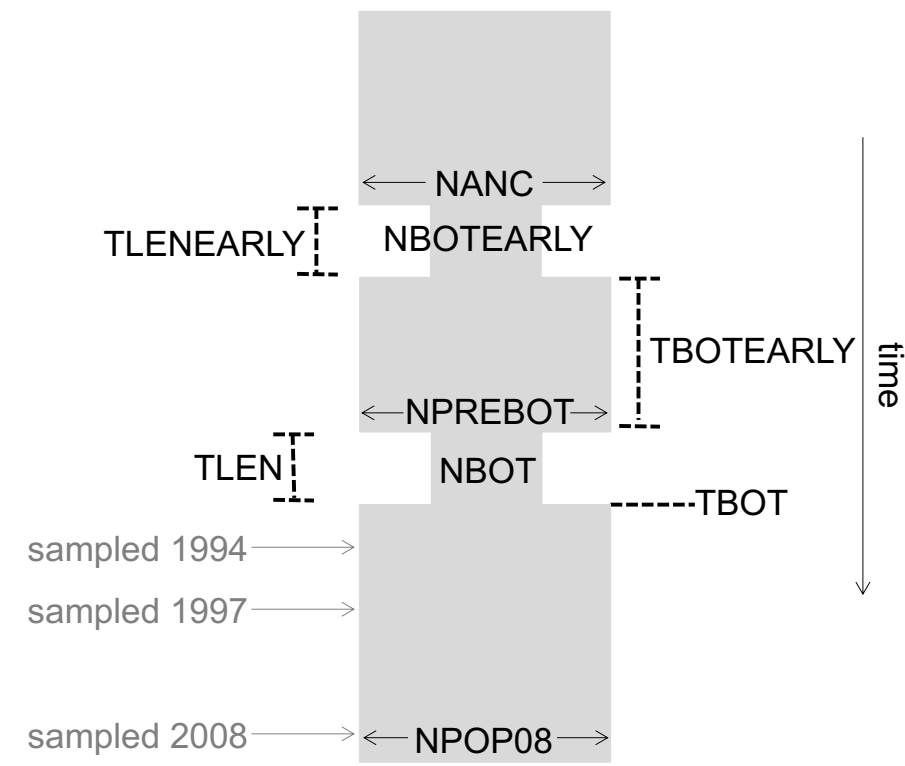 NANC
TLENEARLY
NBOTEARLY
TBOTEARLY
time
NPREBOT
TLEN
NBOT
TBOT
sampled 1994
sampled 1997
sampled 2008
NPOP08